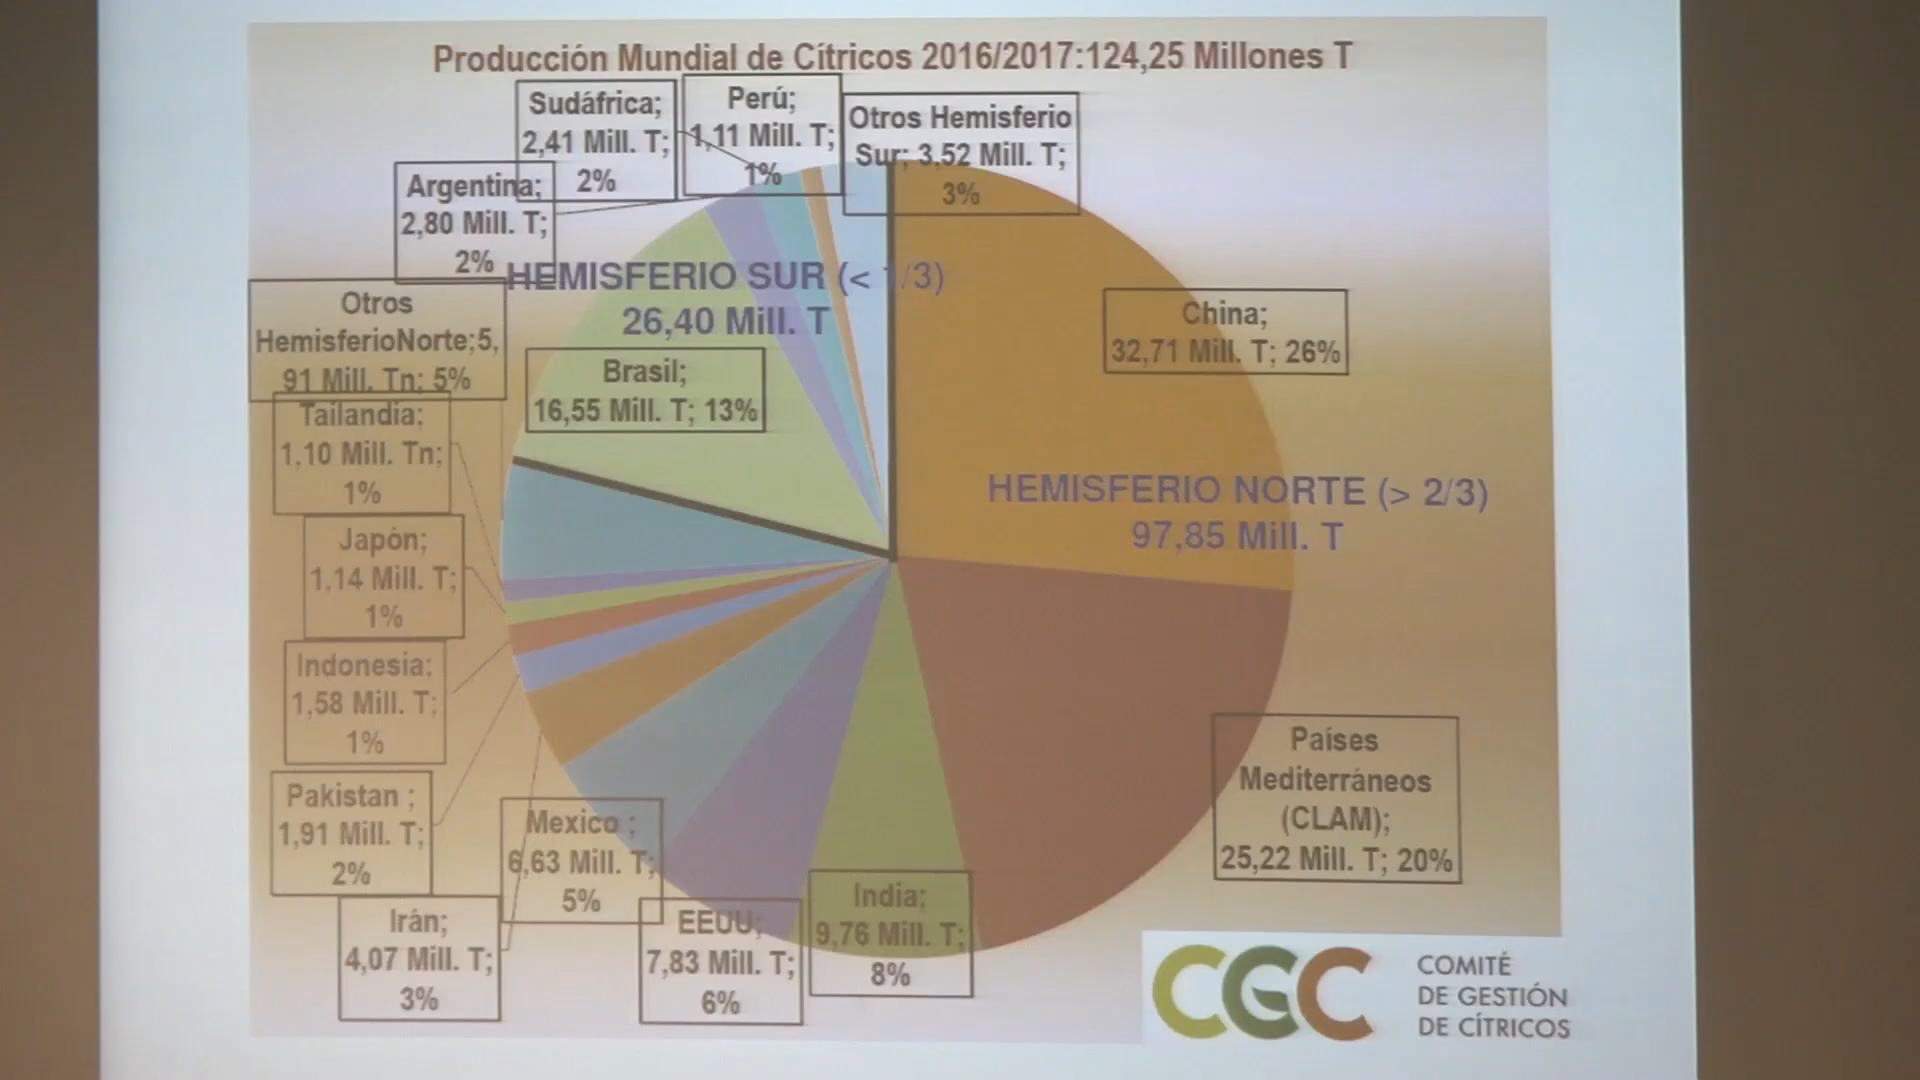 Producción Mundial de Cítricos 2016/2017:124,25 Millones T
Sudáfrica;
2,41 Mill. T;
2%
Perú;
1,11 Mill. T;
1%
Otros Hemisferio
Sur; 3,52 Mill. T;
3%
Argentina;
2,80 Mill. T;
2%
HEMISFERIO SUR (< 1/3)
26,40 Mill. T
Otros
HemisferioNorte;5,
91 Mill. Tn; 5%
Brasil;
16,55 Mill. T; 13%
China;
32,71 Mill. T; 26%
Tailandia;
1,10 Mill. Tn;
1%
HEMISFERIO NORTE (> 2/3)
97,85 Mill. T
Japón;
1,14 Mill. T;
1%
Indonesia;
1,58 Mill. T;
1%
Países
Mediterráneos
(CLAM);
25,22 Mill. T; 20%
Pakistan ;
1,91 Mill. T;
2%
Mexico ;
6,63 Mill. T;
5%
Irán;
4,07 Mill. T;
3%
EEUU;
7,83 Mill. T;
6%
India;
9,76 Mill. T;
8%
CGC
COMITÉ
DE GESTIÓN
DE CÍTRICOS